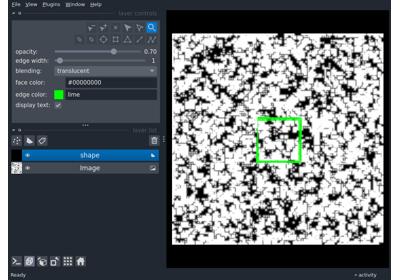 File View Plugins Window Help
layer controls
opacity: 0.70
edge width: 1
blending: translucent
face color: #00000000
edge color: lime
display text:
layer list
shape
Image
Ready
activity